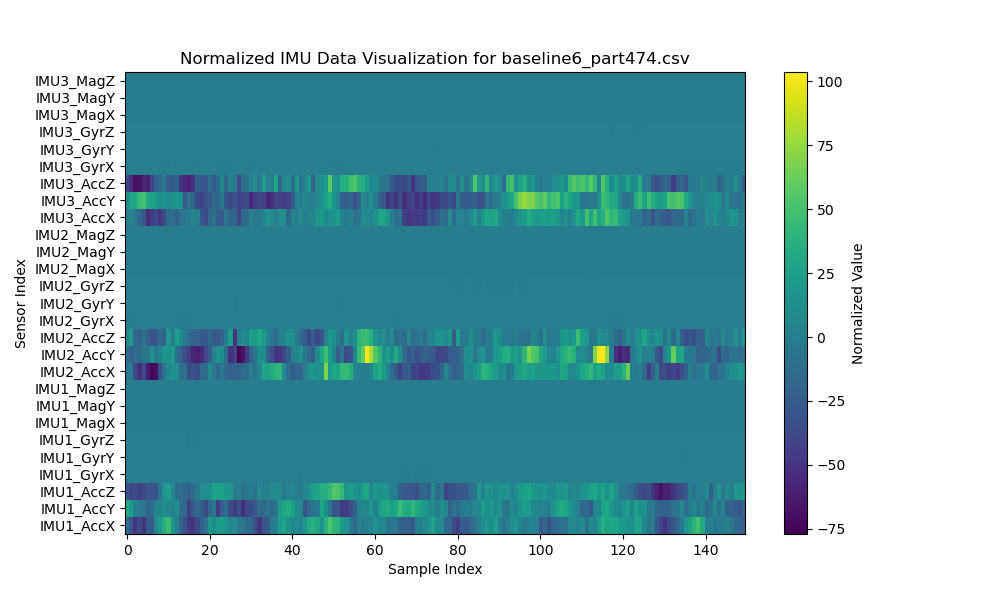 Normalized IMU Data Visualization for baseline6_part474.csv
IMU3_MagZ
IMU3_MagY
IMU3_MagX
IMU3_GyrZ
IMU3_GyrY
IMU3_GyrX
IMU3_AccZ
IMU3_AccY
IMU3_AccX
IMU2_MagZ
IMU2_MagY
IMU2_MagX
IMU2_GyrZ
IMU2_GyrY
IMU2_GyrX
IMU2_AccZ
IMU2_AccY
IMU2_AccX
IMU1_MagZ
IMU1_MagY
IMU1_MagX
IMU1_GyrZ
IMU1_GyrY
IMU1_GyrX
IMU1_AccZ
IMU1_AccY
IMU1_AccX
Sensor Index
0 20 40 60 80 100 120 140
Sample Index
100
75
50
25
0
−25
−50
−75
Normalized Value